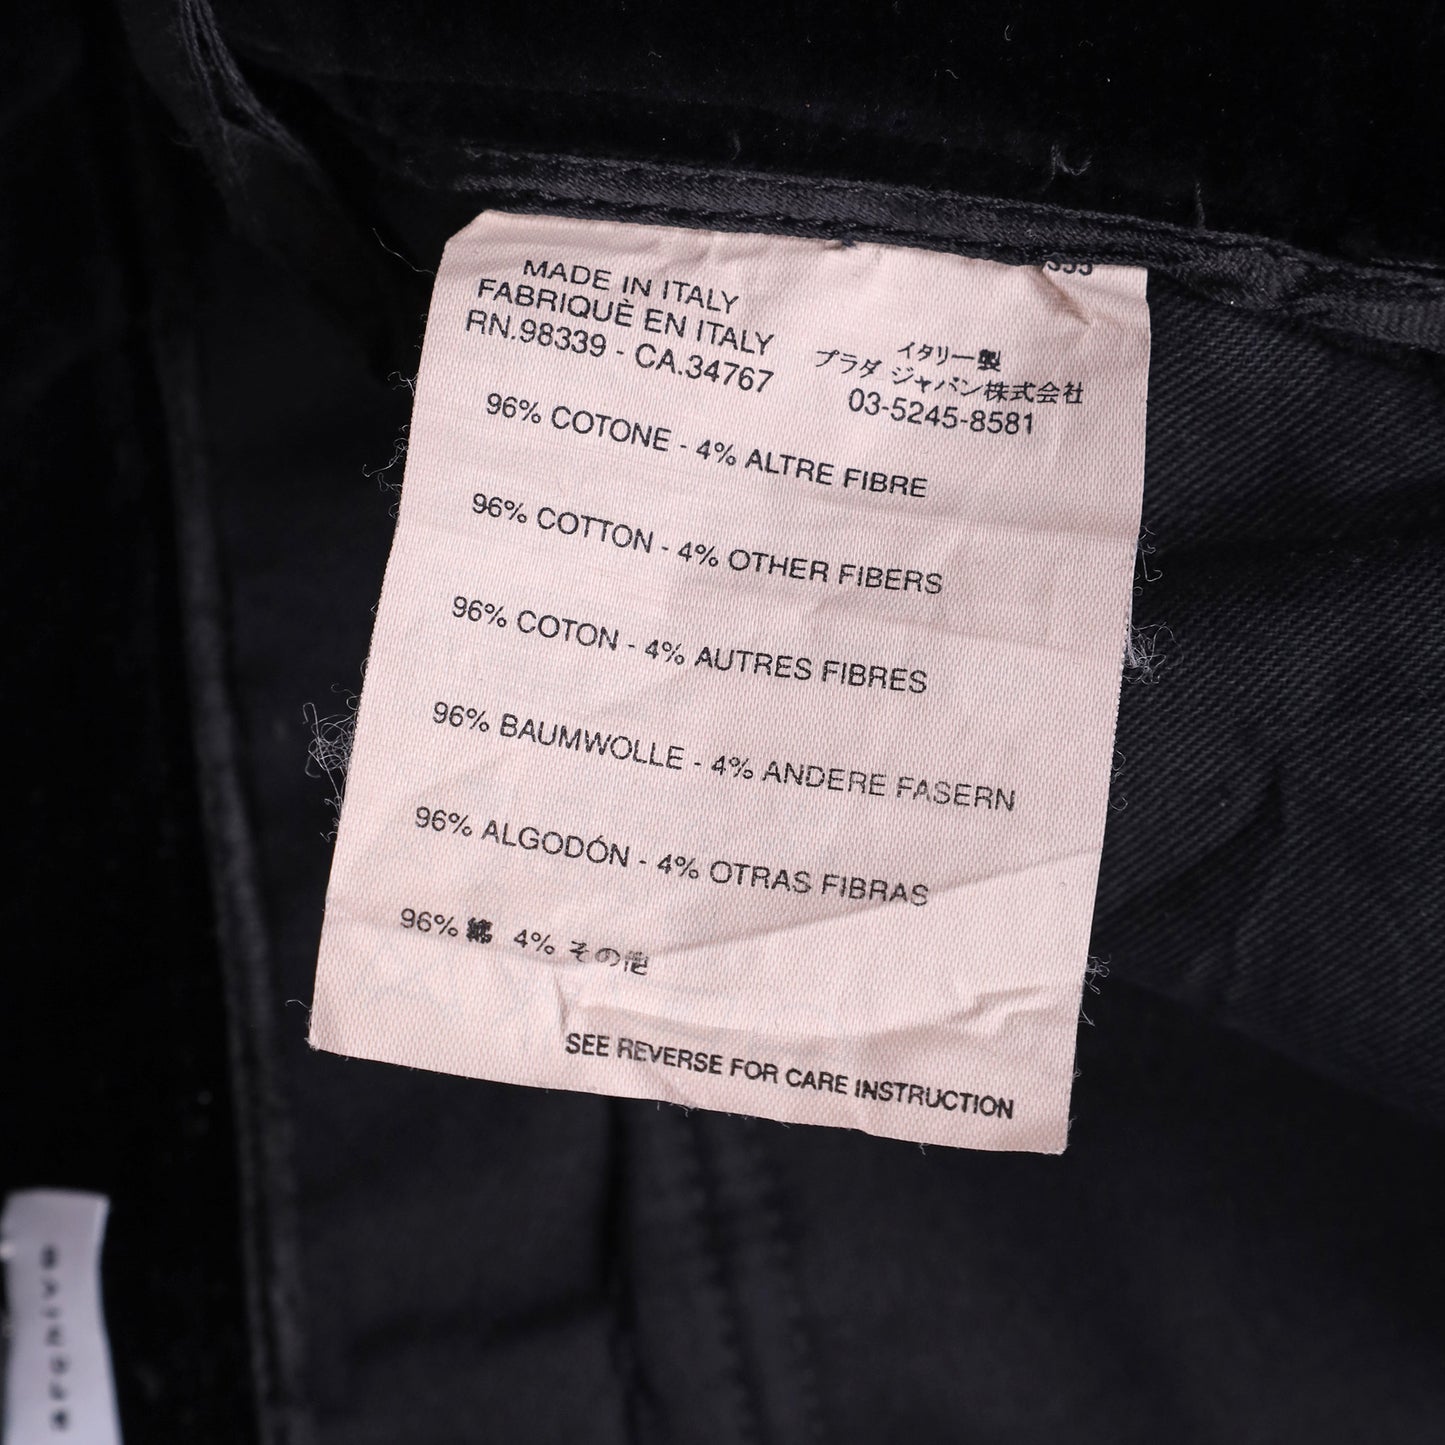 MADE IN ITALY
FABRIQUÈ EN ITALY
RN.98339 - CA.34767
イタリー製
プラダ ジャパン株式会社
03-5245-8581
96% COTONE - 4% ALTRE FIBRE
96% COTTON - 4% OTHER FIBERS
96% COTON - 4% AUTRES FIBRES
96% BAUMWOLLE - 4% ANDERE FASERN
96% ALGODÓN - 4% OTRAS FIBRAS
96% 綿 4% その他
SEE REVERSE FOR CARE INSTRUCTION
archive